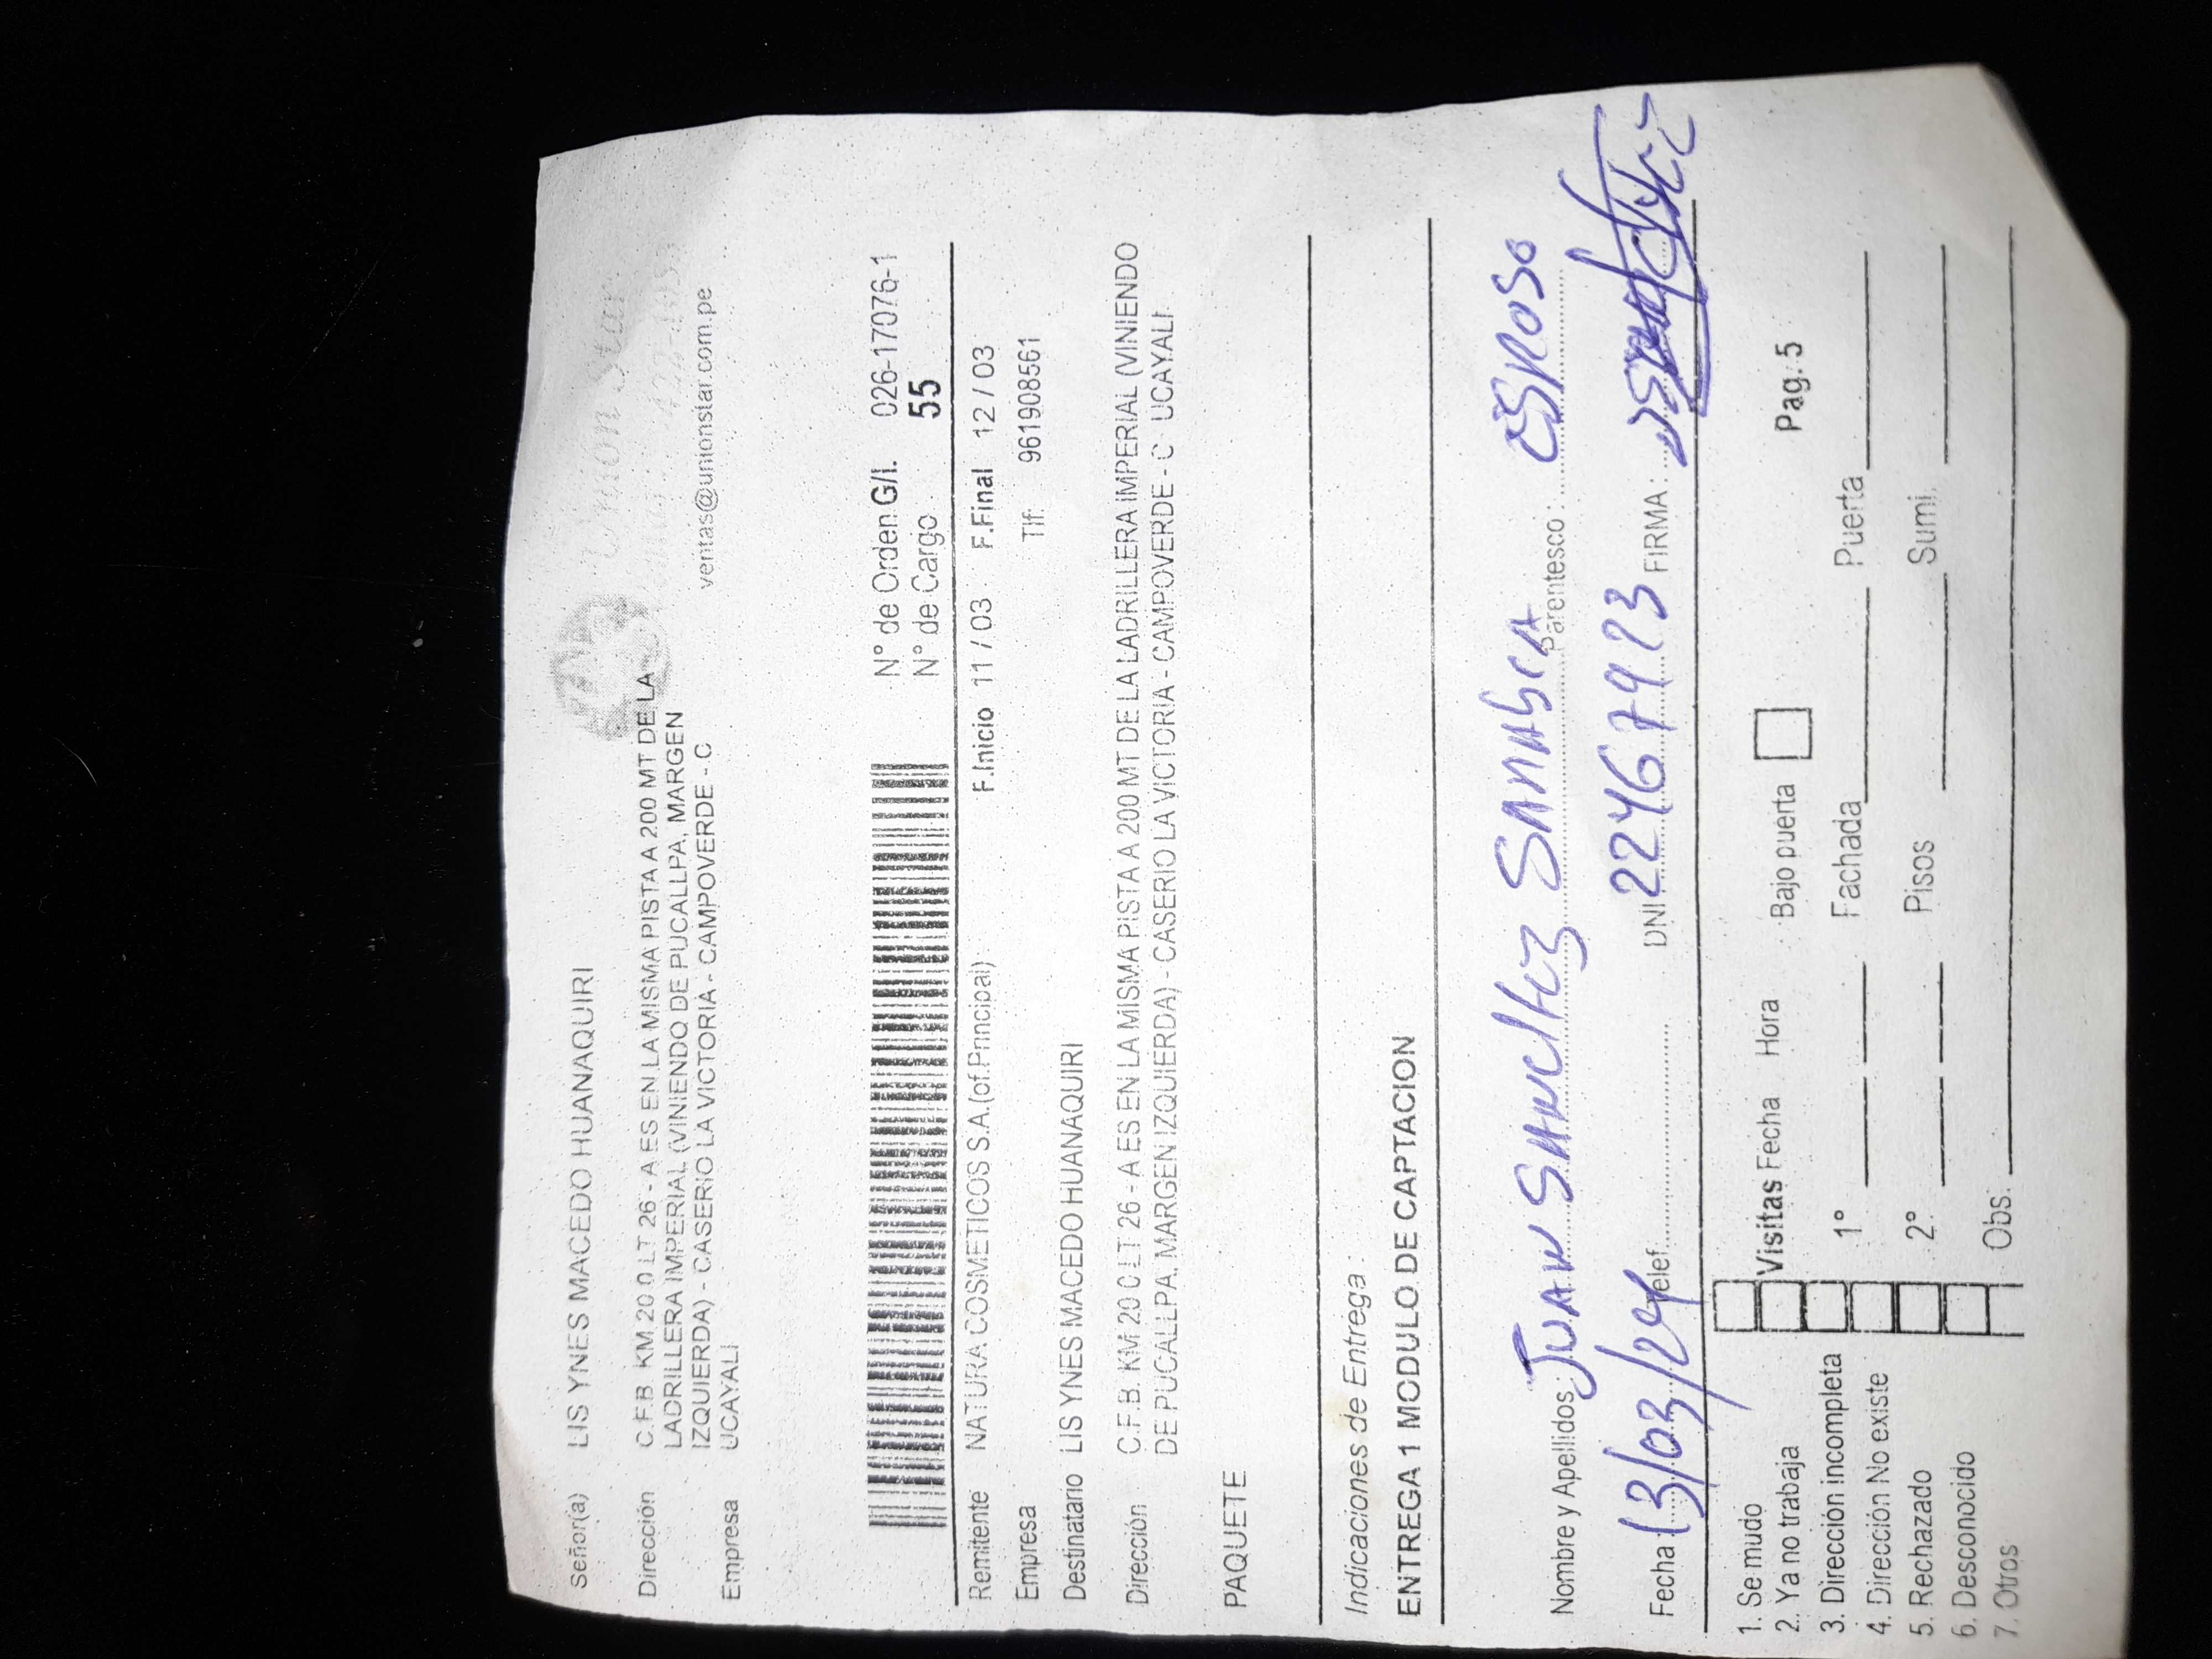 Union Star
ventas@unionstar.com.pe
Señor(a) LIS YNES MACEDO HUANAQUIRI
Dirección C.F.B. KM 20 0 LT 26 - A ES EN LA MISMA PISTA A 200 MT DE LA
LADRILLERA IMPERIAL (VINIENDO DE PUCALLPA, MARGEN
IZQUIERDA) - CASERIO LA VICTORIA - CAMPOVERDE - C
Empresa UCAYALI
N° de Orden G/I. 026-17076-1
N° de Cargo 55
Remitente NATURA COSMETICOS S.A.(of.Principal) F.Inicio 11 / 03 F.Final 12 / 03
Empresa Tlf: 961908561
Destinatario LIS YNES MACEDO HUANAQUIRI
Dirección : C.F.B. KM 20 0 LT 26 - A ES EN LA MISMA PISTA A 200 MT DE LA LADRILLERA IMPERIAL (VINIENDO
DE PUCALLPA, MARGEN IZQUIERDA) - CASERIO LA VICTORIA - CAMPOVERDE - C UCAYALI
PAQUETE
Indicaciones de Entrega :
ENTREGA 1 MODULO DE CAPTACION
Nombre y Apellidos : JUAN SANCHEZ SANABRIA Parentesco : ESPOSO
Fecha 13/03/24 Telef. DNI 22467923 FIRMA :
1. Se mudo
2. Ya no trabaja
3. Dirección incompleta
4. Dirección No existe
5. Rechazado
6. Desconocido
7. Otros
Visitas Fecha Hora Bajo puerta Pag. 5
1° Fachada Puerta
2° Pisos Sumi.
Obs.